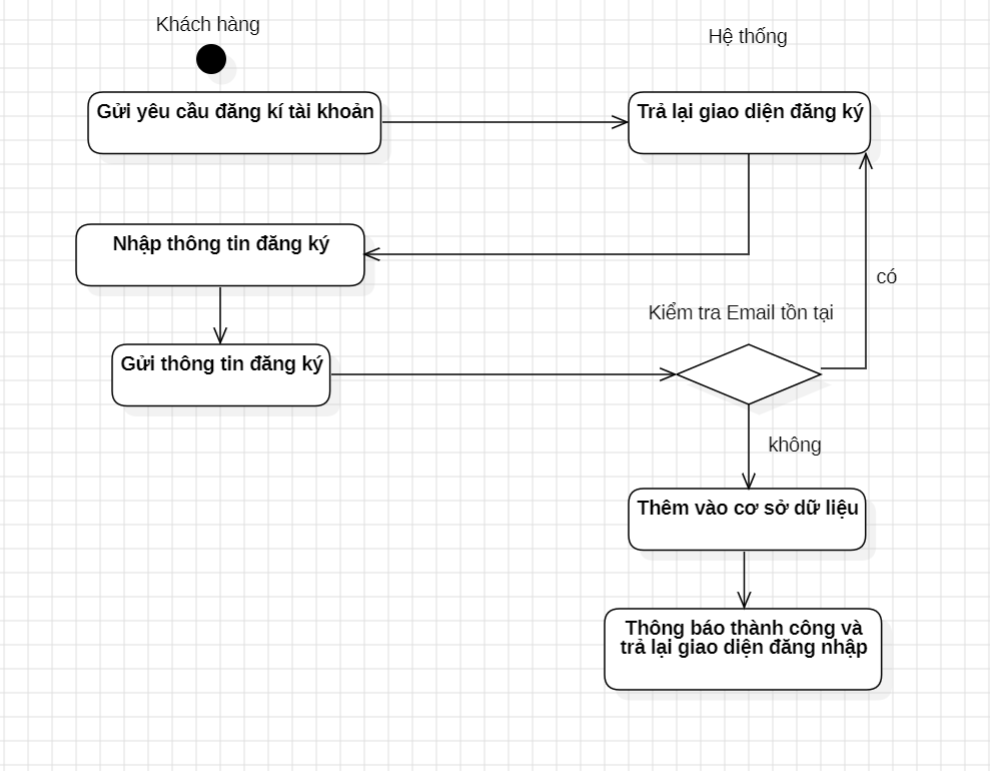 Khách hàng
Hệ thống
Gửi yêu cầu đăng kí tài khoản
Trả lại giao diện đăng ký
Nhập thông tin đăng ký
có
Kiểm tra Email tồn tại
Gửi thông tin đăng ký
không
Thêm vào cơ sở dữ liệu
Thông báo thành công và
trả lại giao diện đăng nhập